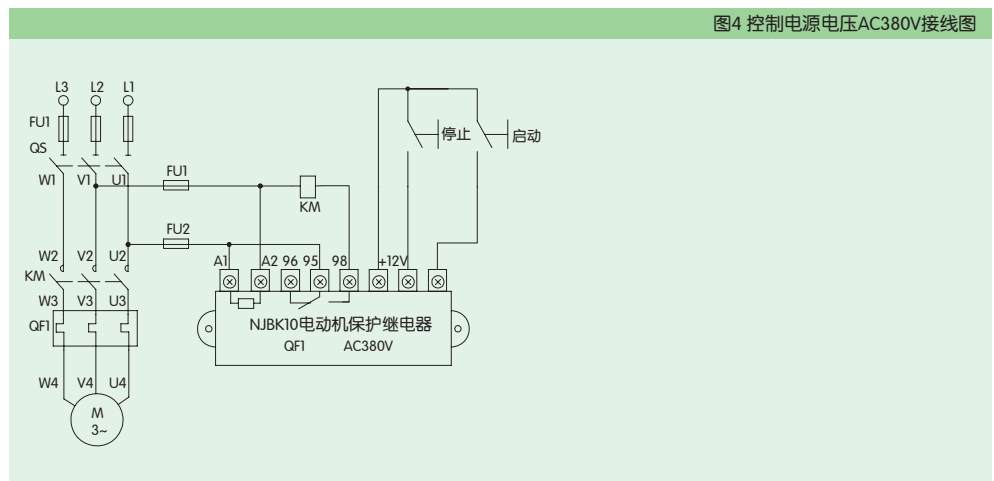 图4 控制电源电压AC380V接线图
L3 L2 L1
FU1
QS
W1 V1 U1
FU1
KM
停止
启动
FU2
W2 V2 U2
A1 A2 96 95 98 +12V
KM
W3 V3 U3
QF1
NJBK10电动机保护继电器
QF1 AC380V
W4 V4 U4
M
3~